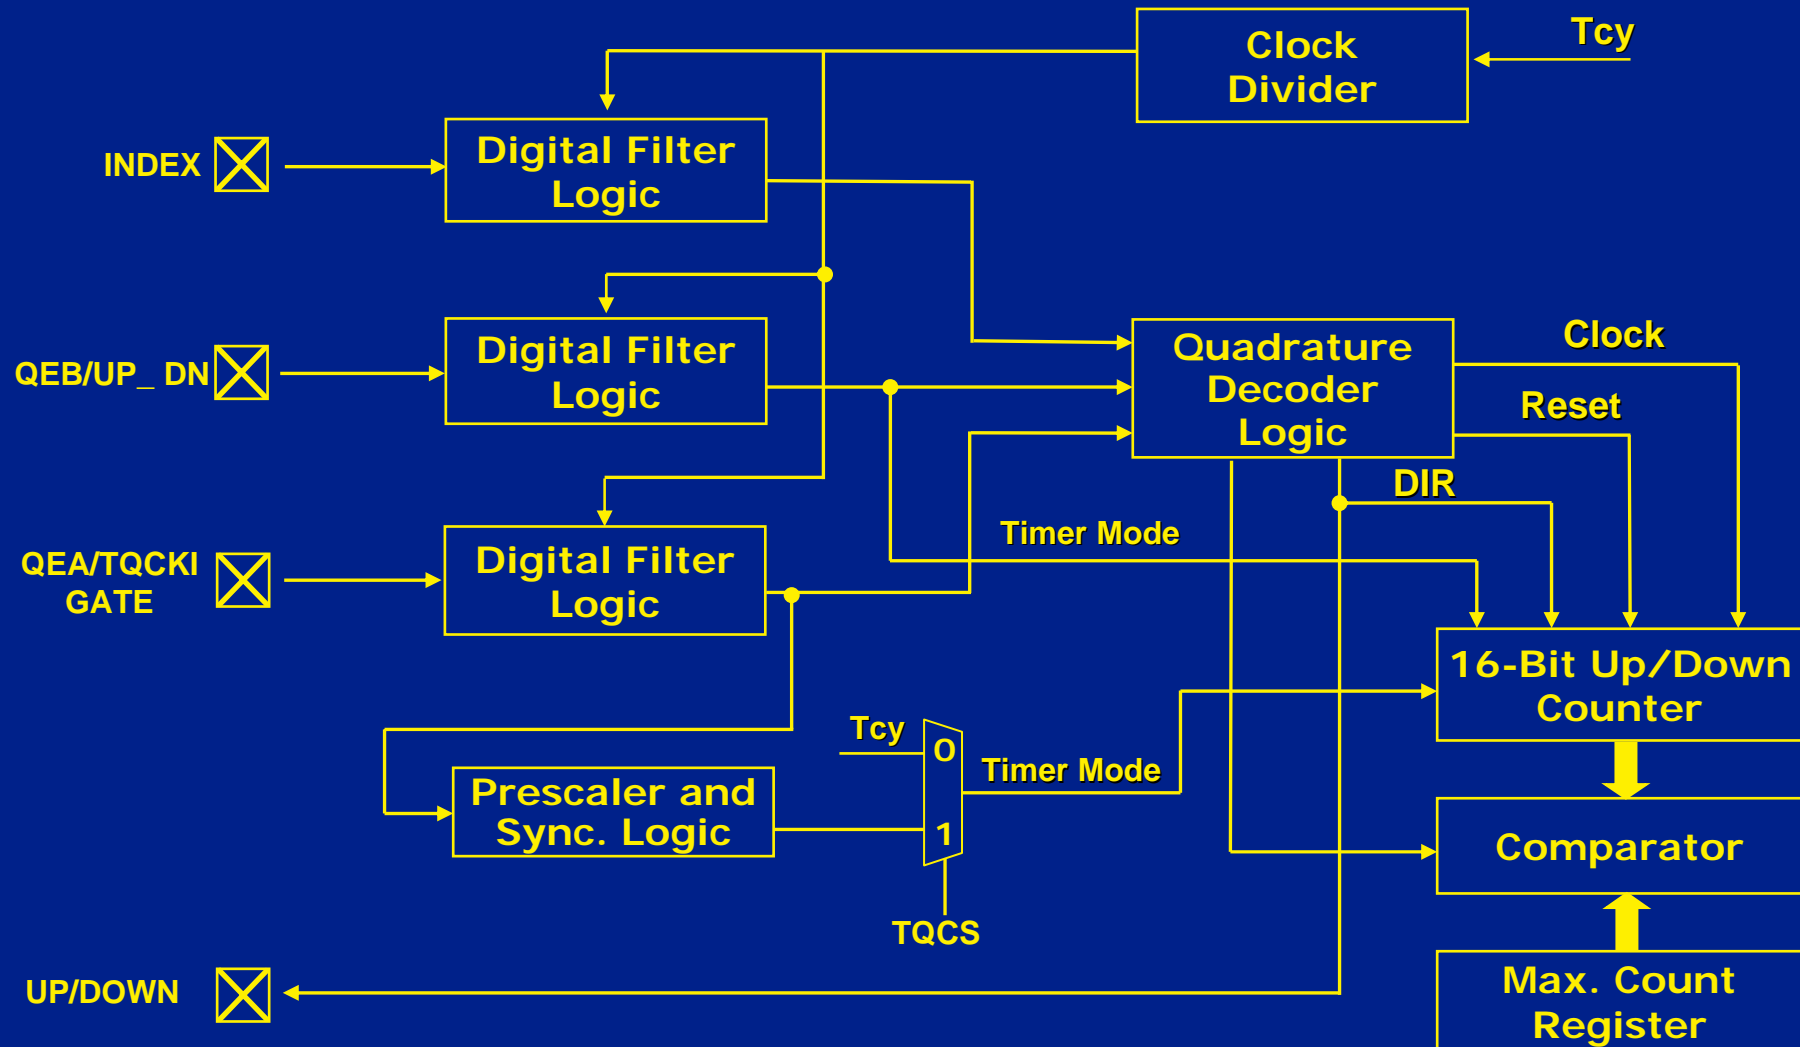 Clock
Divider
Tcy
INDEX
Digital Filter
Logic
QEB/UP_ DN
Digital Filter
Logic
Quadrature
Decoder
Logic
Clock
Reset
DIR
Timer Mode
QEA/TQCKI
GATE
Digital Filter
Logic
16-Bit Up/Down
Counter
Tcy
0
Timer Mode
Prescaler and
Sync. Logic
1
Comparator
TQCS
UP/DOWN
Max. Count
Register